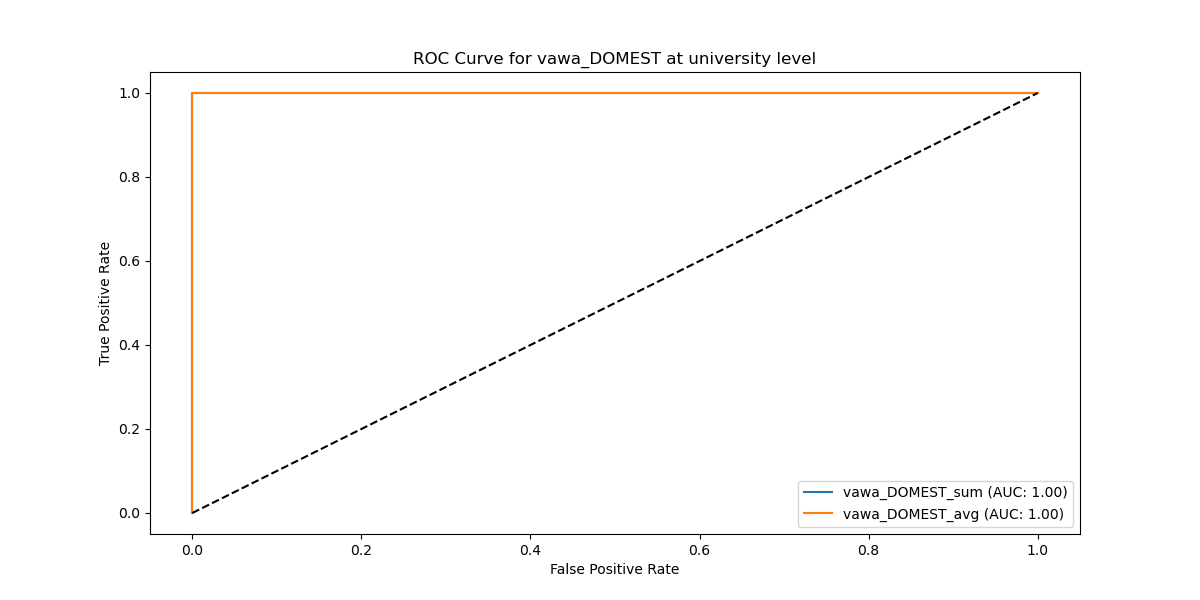 ROC Curve for vawa_DOMEST at university level
1.0
0.8
0.6
0.4
0.2
0.0
True Positive Rate
vawa_DOMEST_sum (AUC: 1.00)
vawa_DOMEST_avg (AUC: 1.00)
0.0 0.2 0.4 0.6 0.8 1.0
False Positive Rate